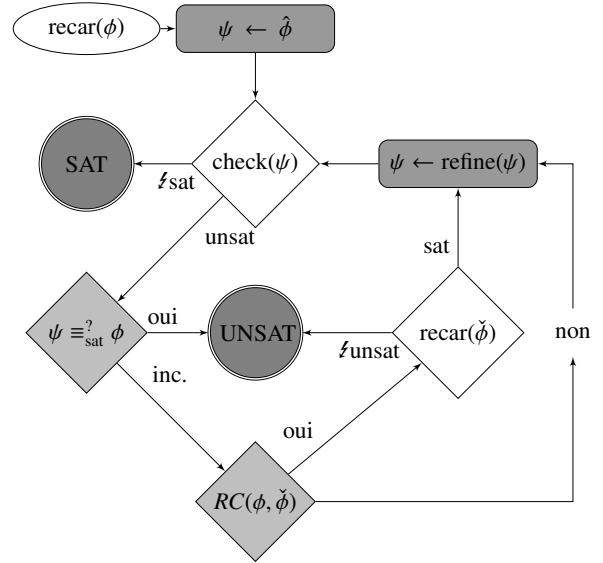 recar(ϕ)
ψ ← ϕ̂
SAT
check(ψ)
ψ ← refine(ψ)
↯sat
unsat
sat
ψ ≡?sat ϕ
oui
UNSAT
recar(ϕ̌)
non
↯unsat
inc.
oui
RC(ϕ, ϕ̌)